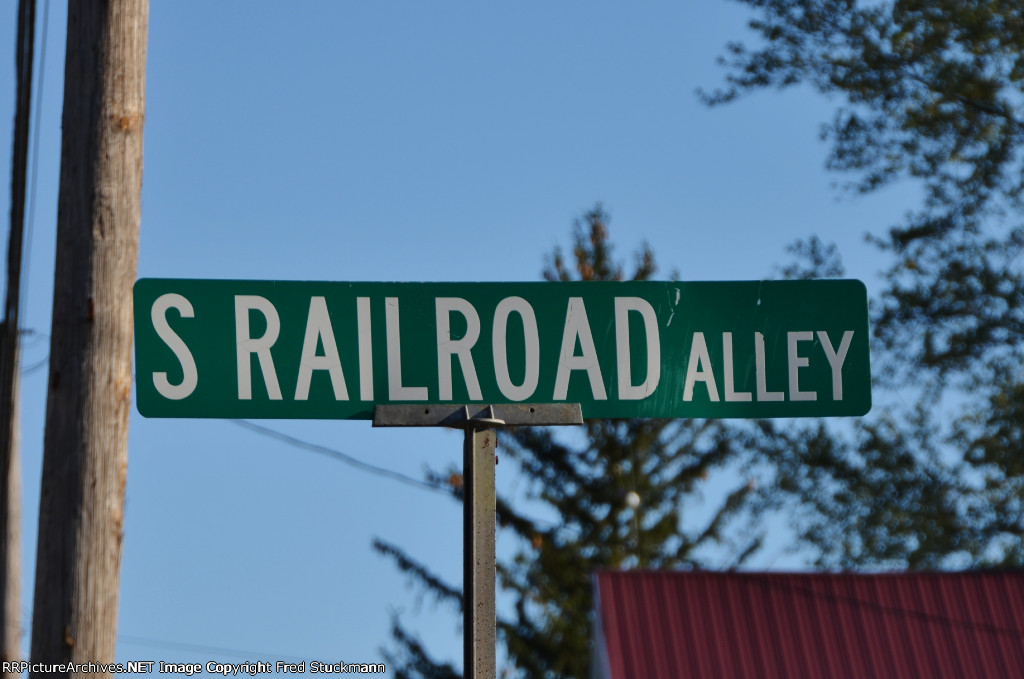 S RAILROAD ALLEY
RRPictureArchives.NET Image Copyright Fred Stuckmann